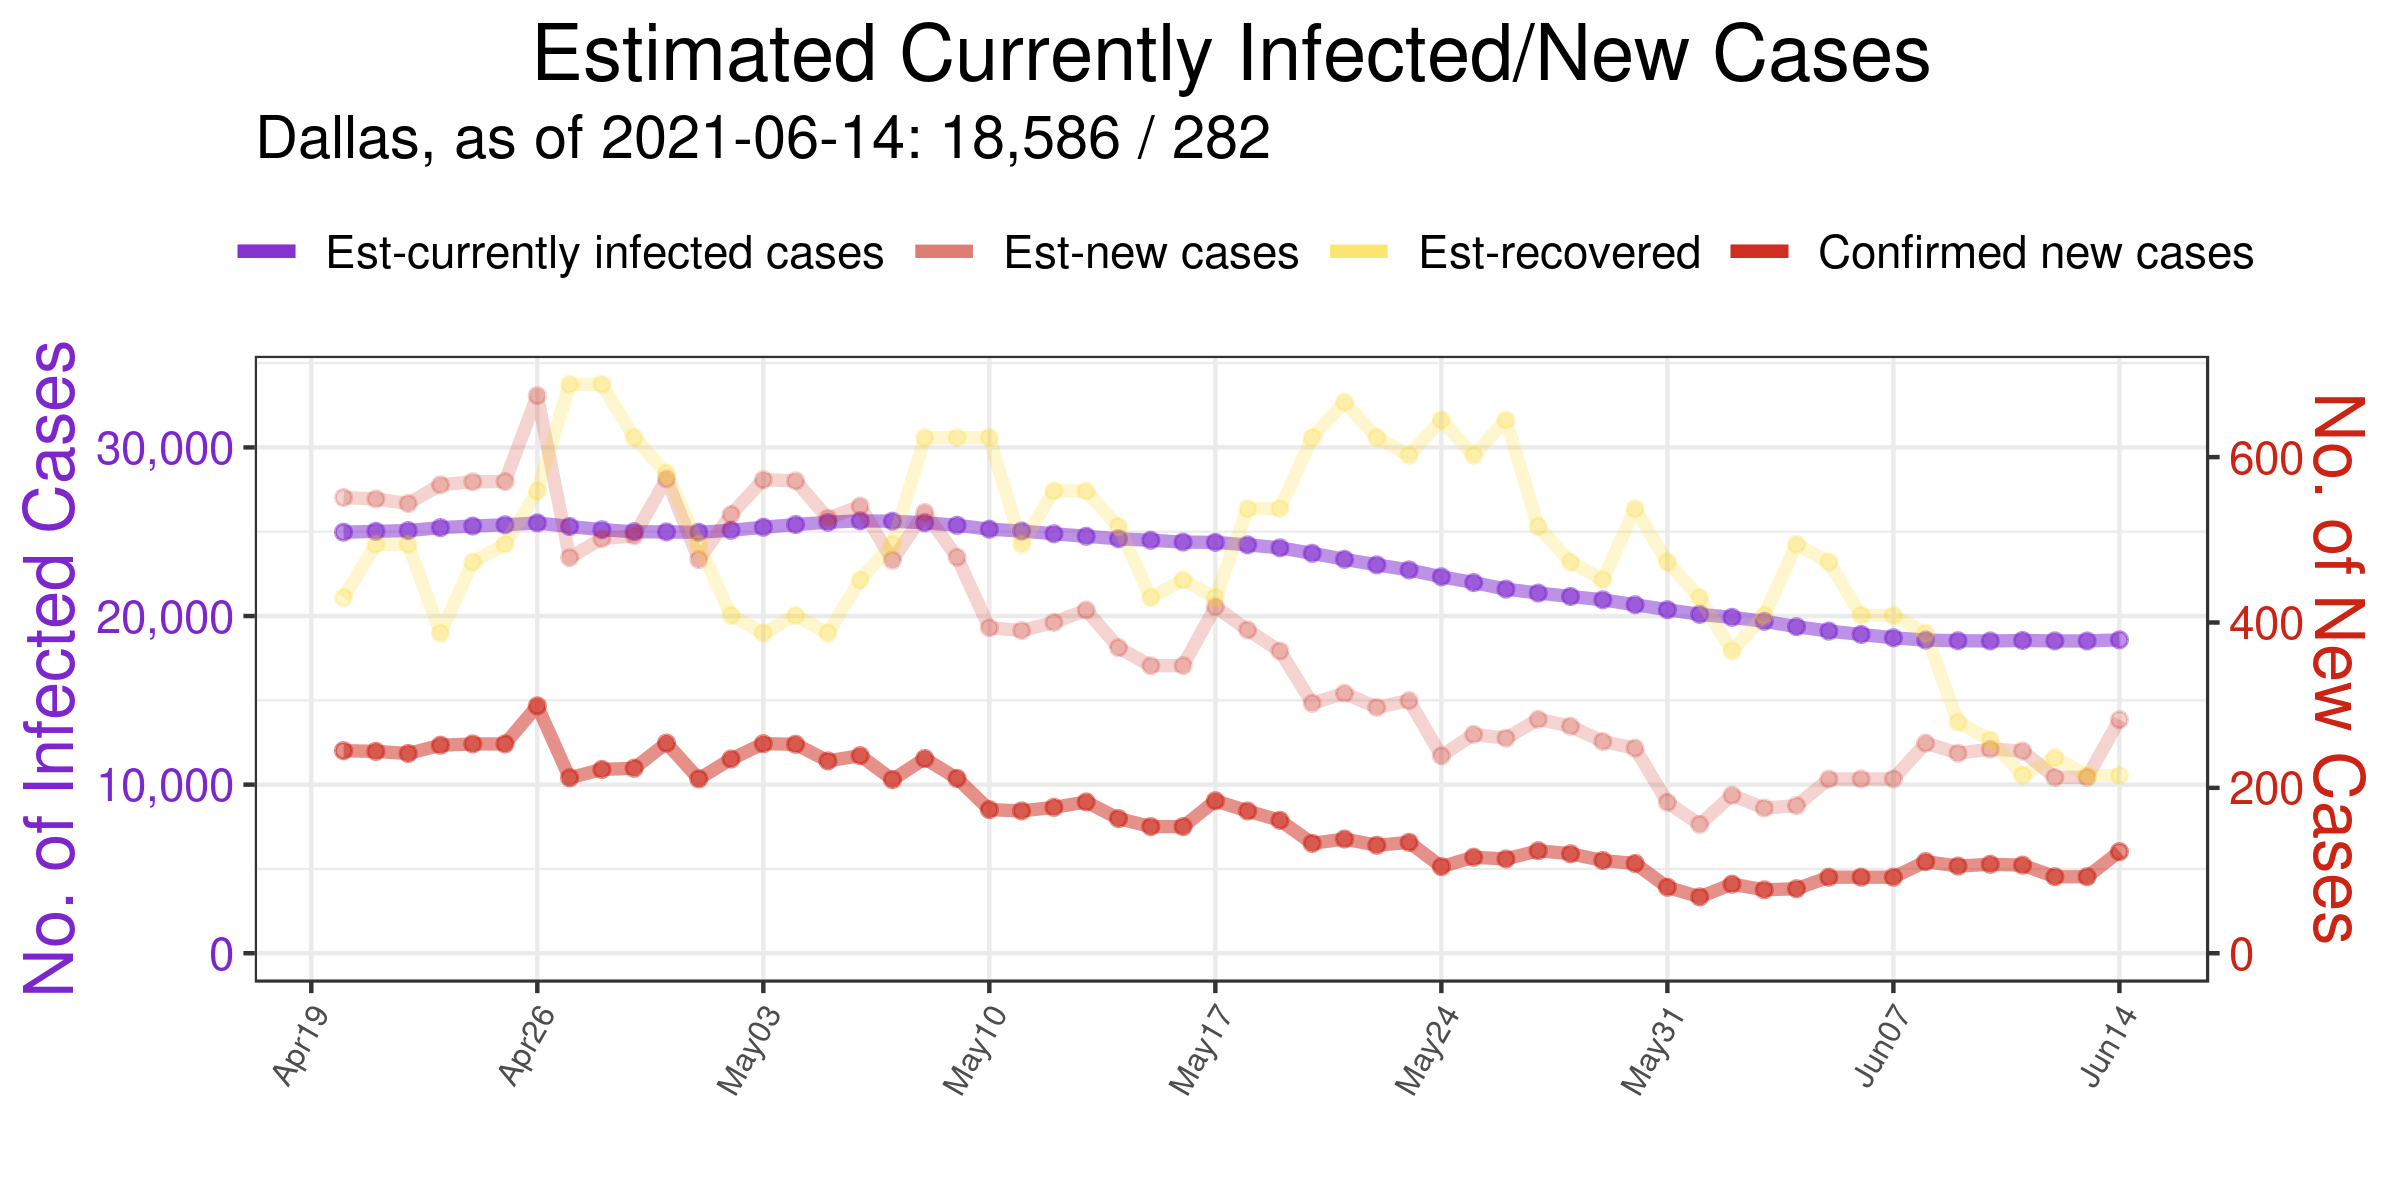 Estimated Currently Infected/New Cases
Dallas, as of 2021-06-14: 18,586 / 282
Est-currently infected cases Est-new cases Est-recovered Confirmed new cases
No. of Infected Cases
30,000
20,000
10,000
0
600
400
200
0
No. of New Cases
Apr19 Apr26 May03 May10 May17 May24 May31 Jun07 Jun14